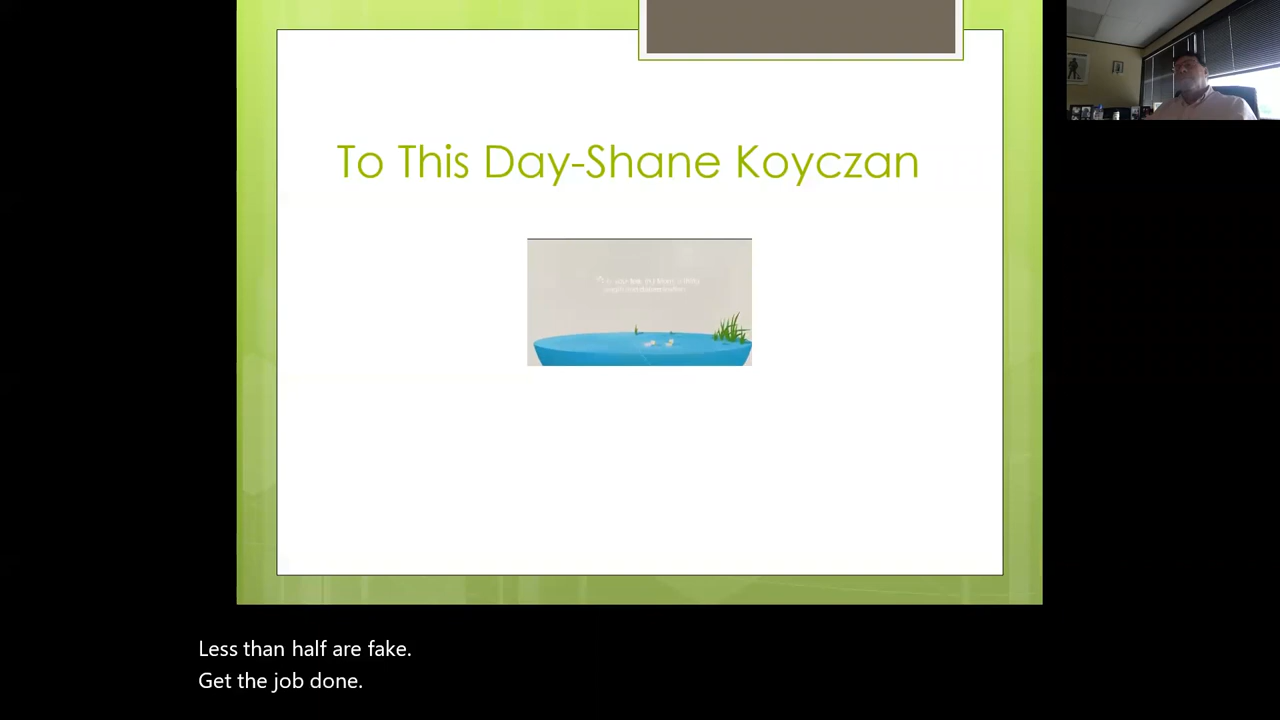 To This Day-Shane Koyczan
Less than half are fake.
Get the job done.